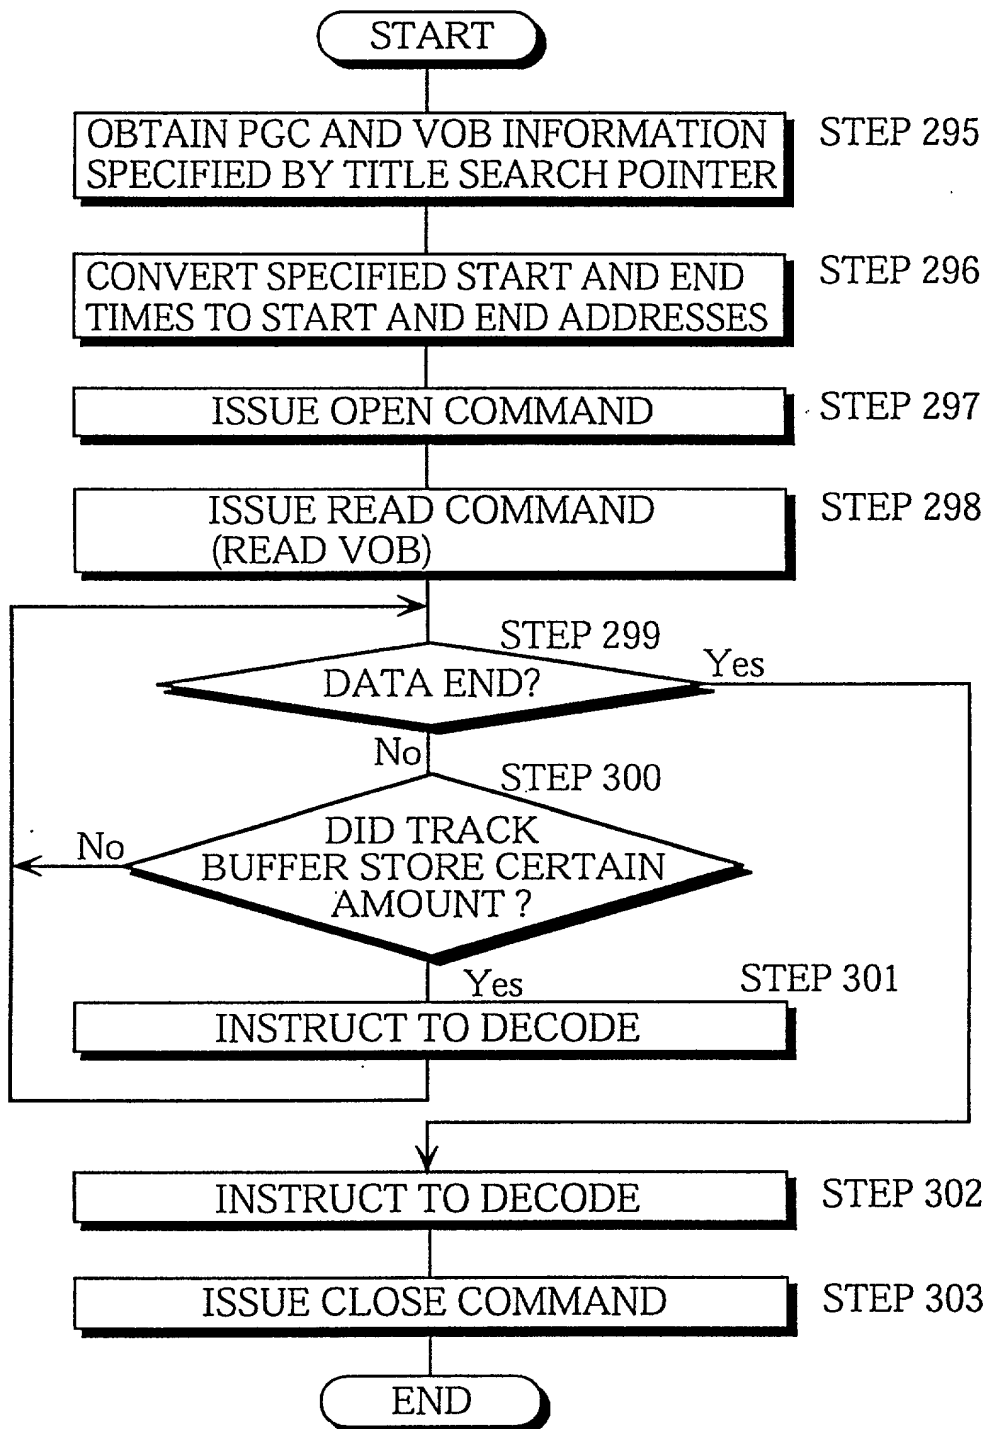 START
OBTAIN PGC AND VOB INFORMATION
SPECIFIED BY TITLE SEARCH POINTER
STEP 295
CONVERT SPECIFIED START AND END
TIMES TO START AND END ADDRESSES
STEP 296
ISSUE OPEN COMMAND
STEP 297
ISSUE READ COMMAND
(READ VOB)
STEP 298
STEP 299
DATA END?
Yes
No
STEP 300
DID TRACK
BUFFER STORE CERTAIN
AMOUNT ?
No
Yes
STEP 301
INSTRUCT TO DECODE
INSTRUCT TO DECODE
STEP 302
ISSUE CLOSE COMMAND
STEP 303
END